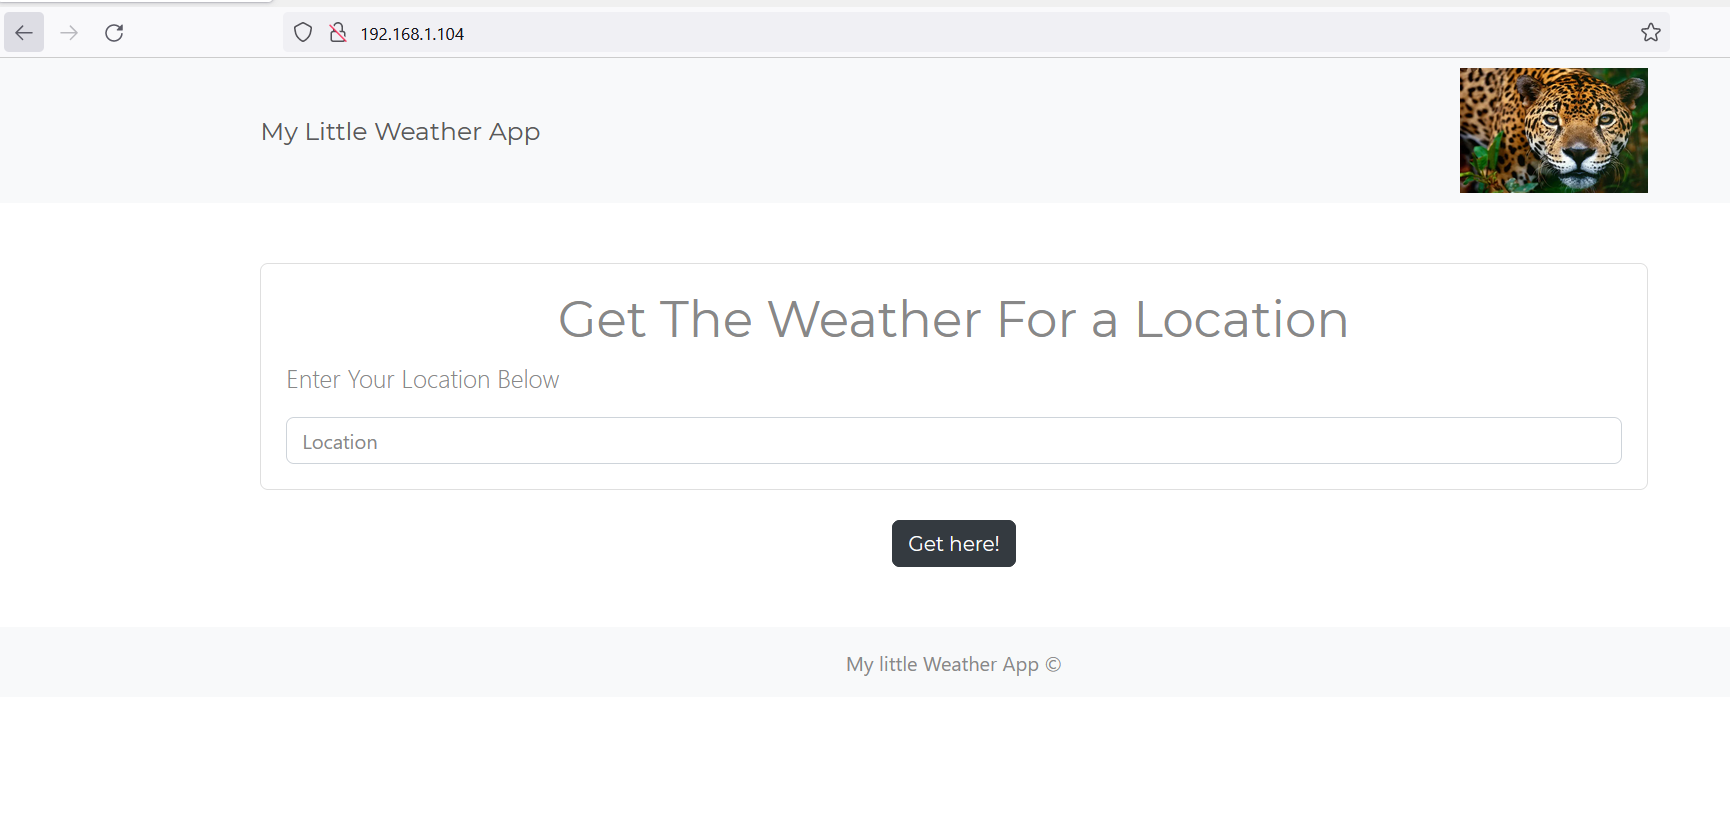 192.168.1.104
My Little Weather App
Get The Weather For a Location
Enter Your Location Below
Location
Get here!
My little Weather App ©